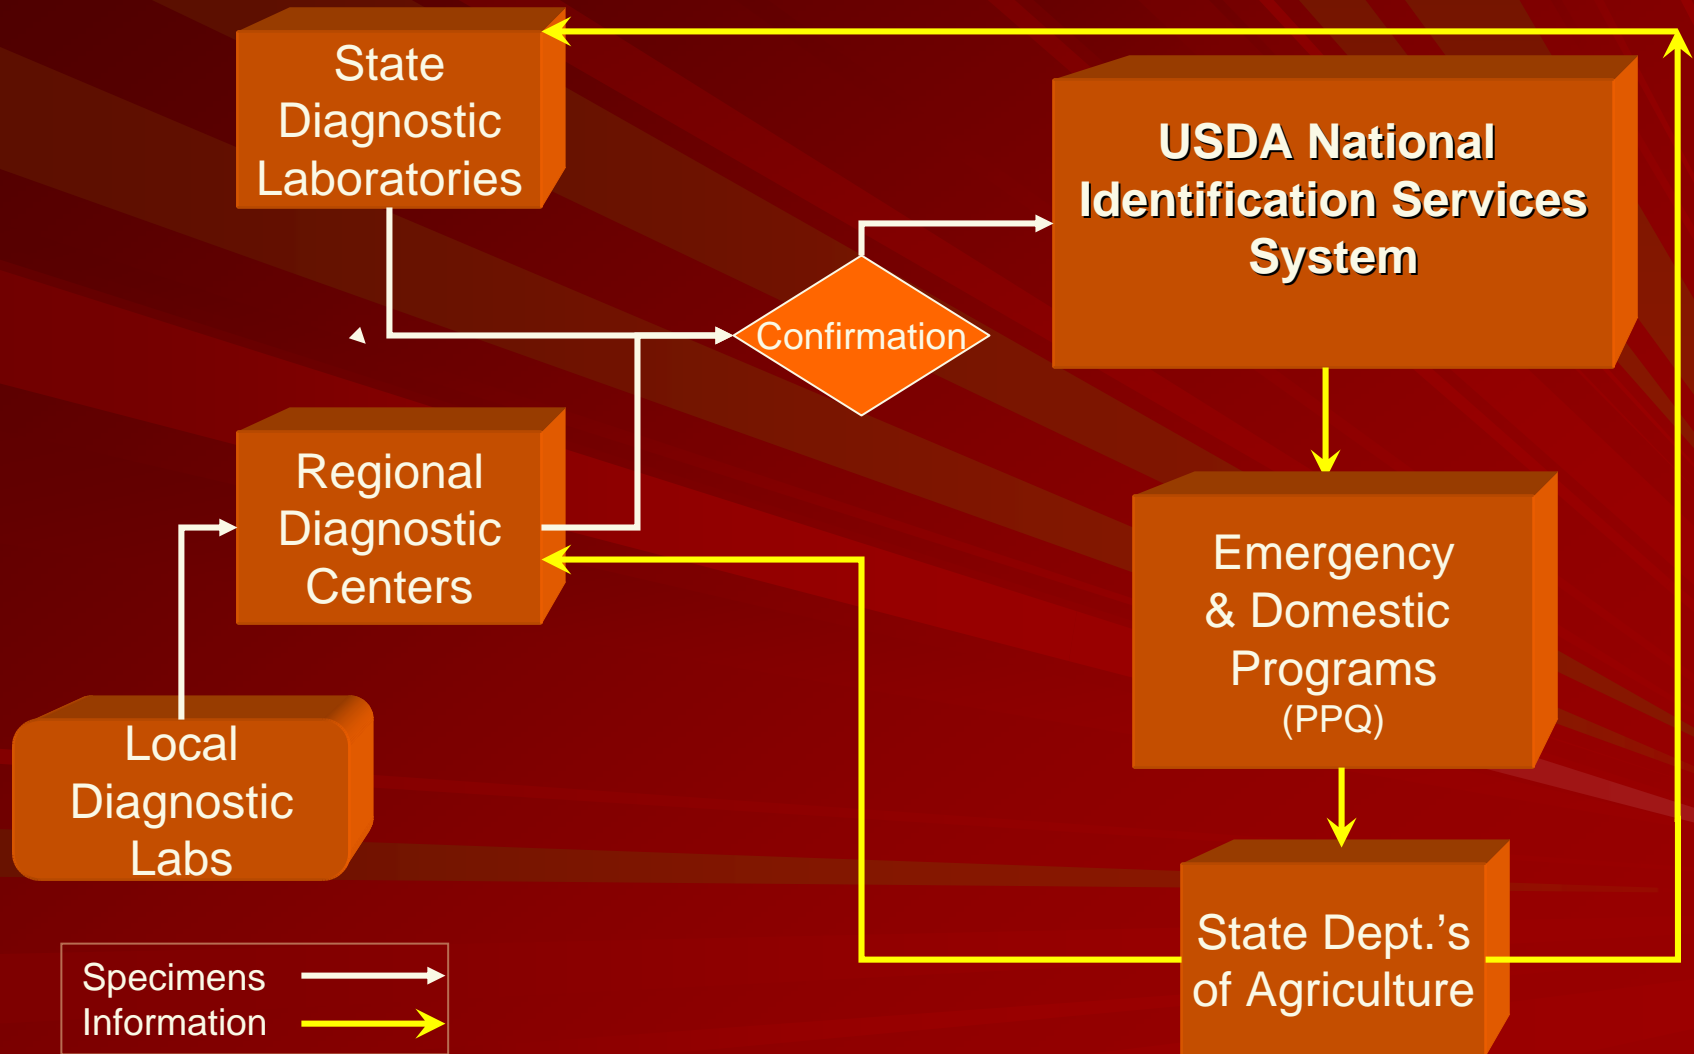 State
Diagnostic
Laboratories
USDA National
Identification Services
System
Confirmation
Regional
Diagnostic
Centers
Emergency
& Domestic
Programs
(PPQ)
Local
Diagnostic
Labs
State Dept.’s
of Agriculture
Specimens
Information